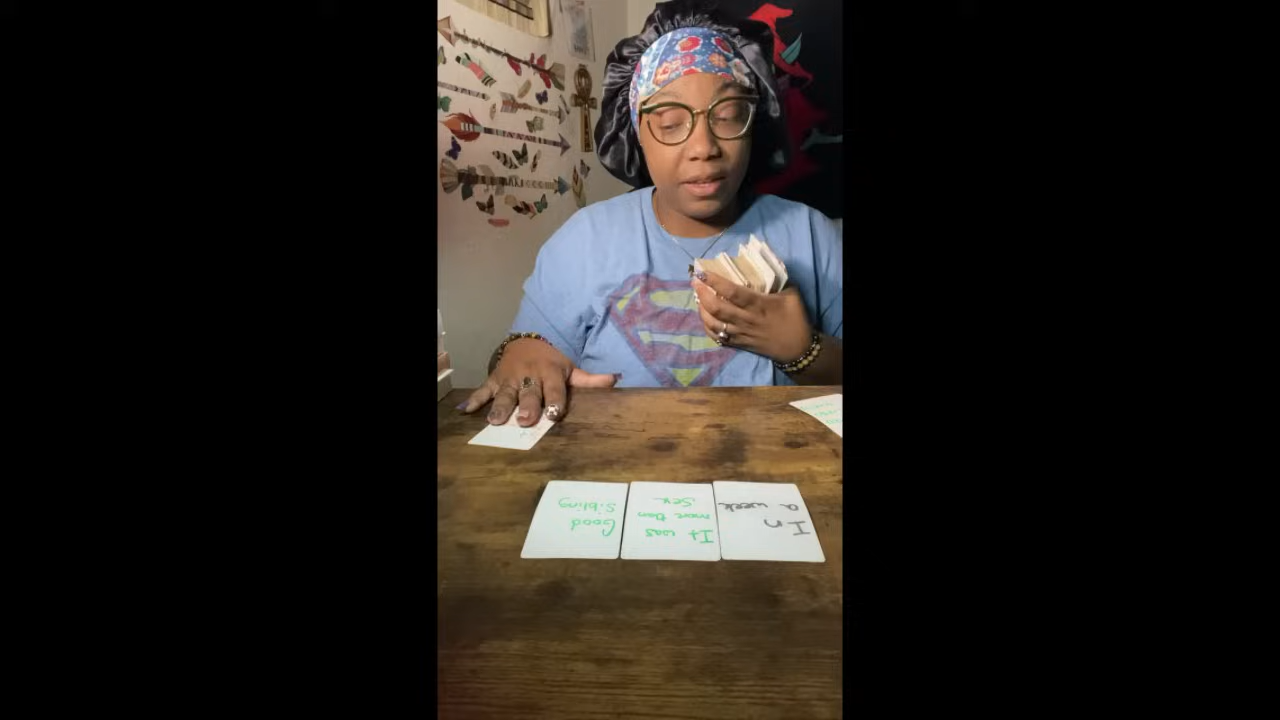 In
a week
It was
more than
Sex
Good
Sibling